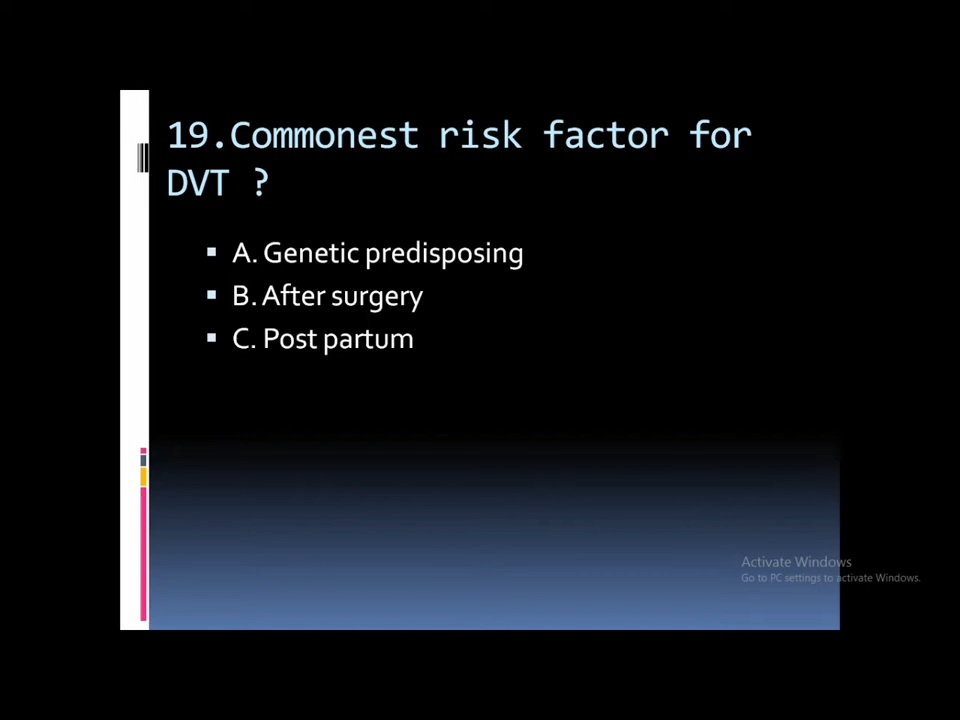 19.Commonest risk factor for
DVT ?
A. Genetic predisposing
B. After surgery
C. Post partum
Activate Windows
Go to PC settings to activate Windows.